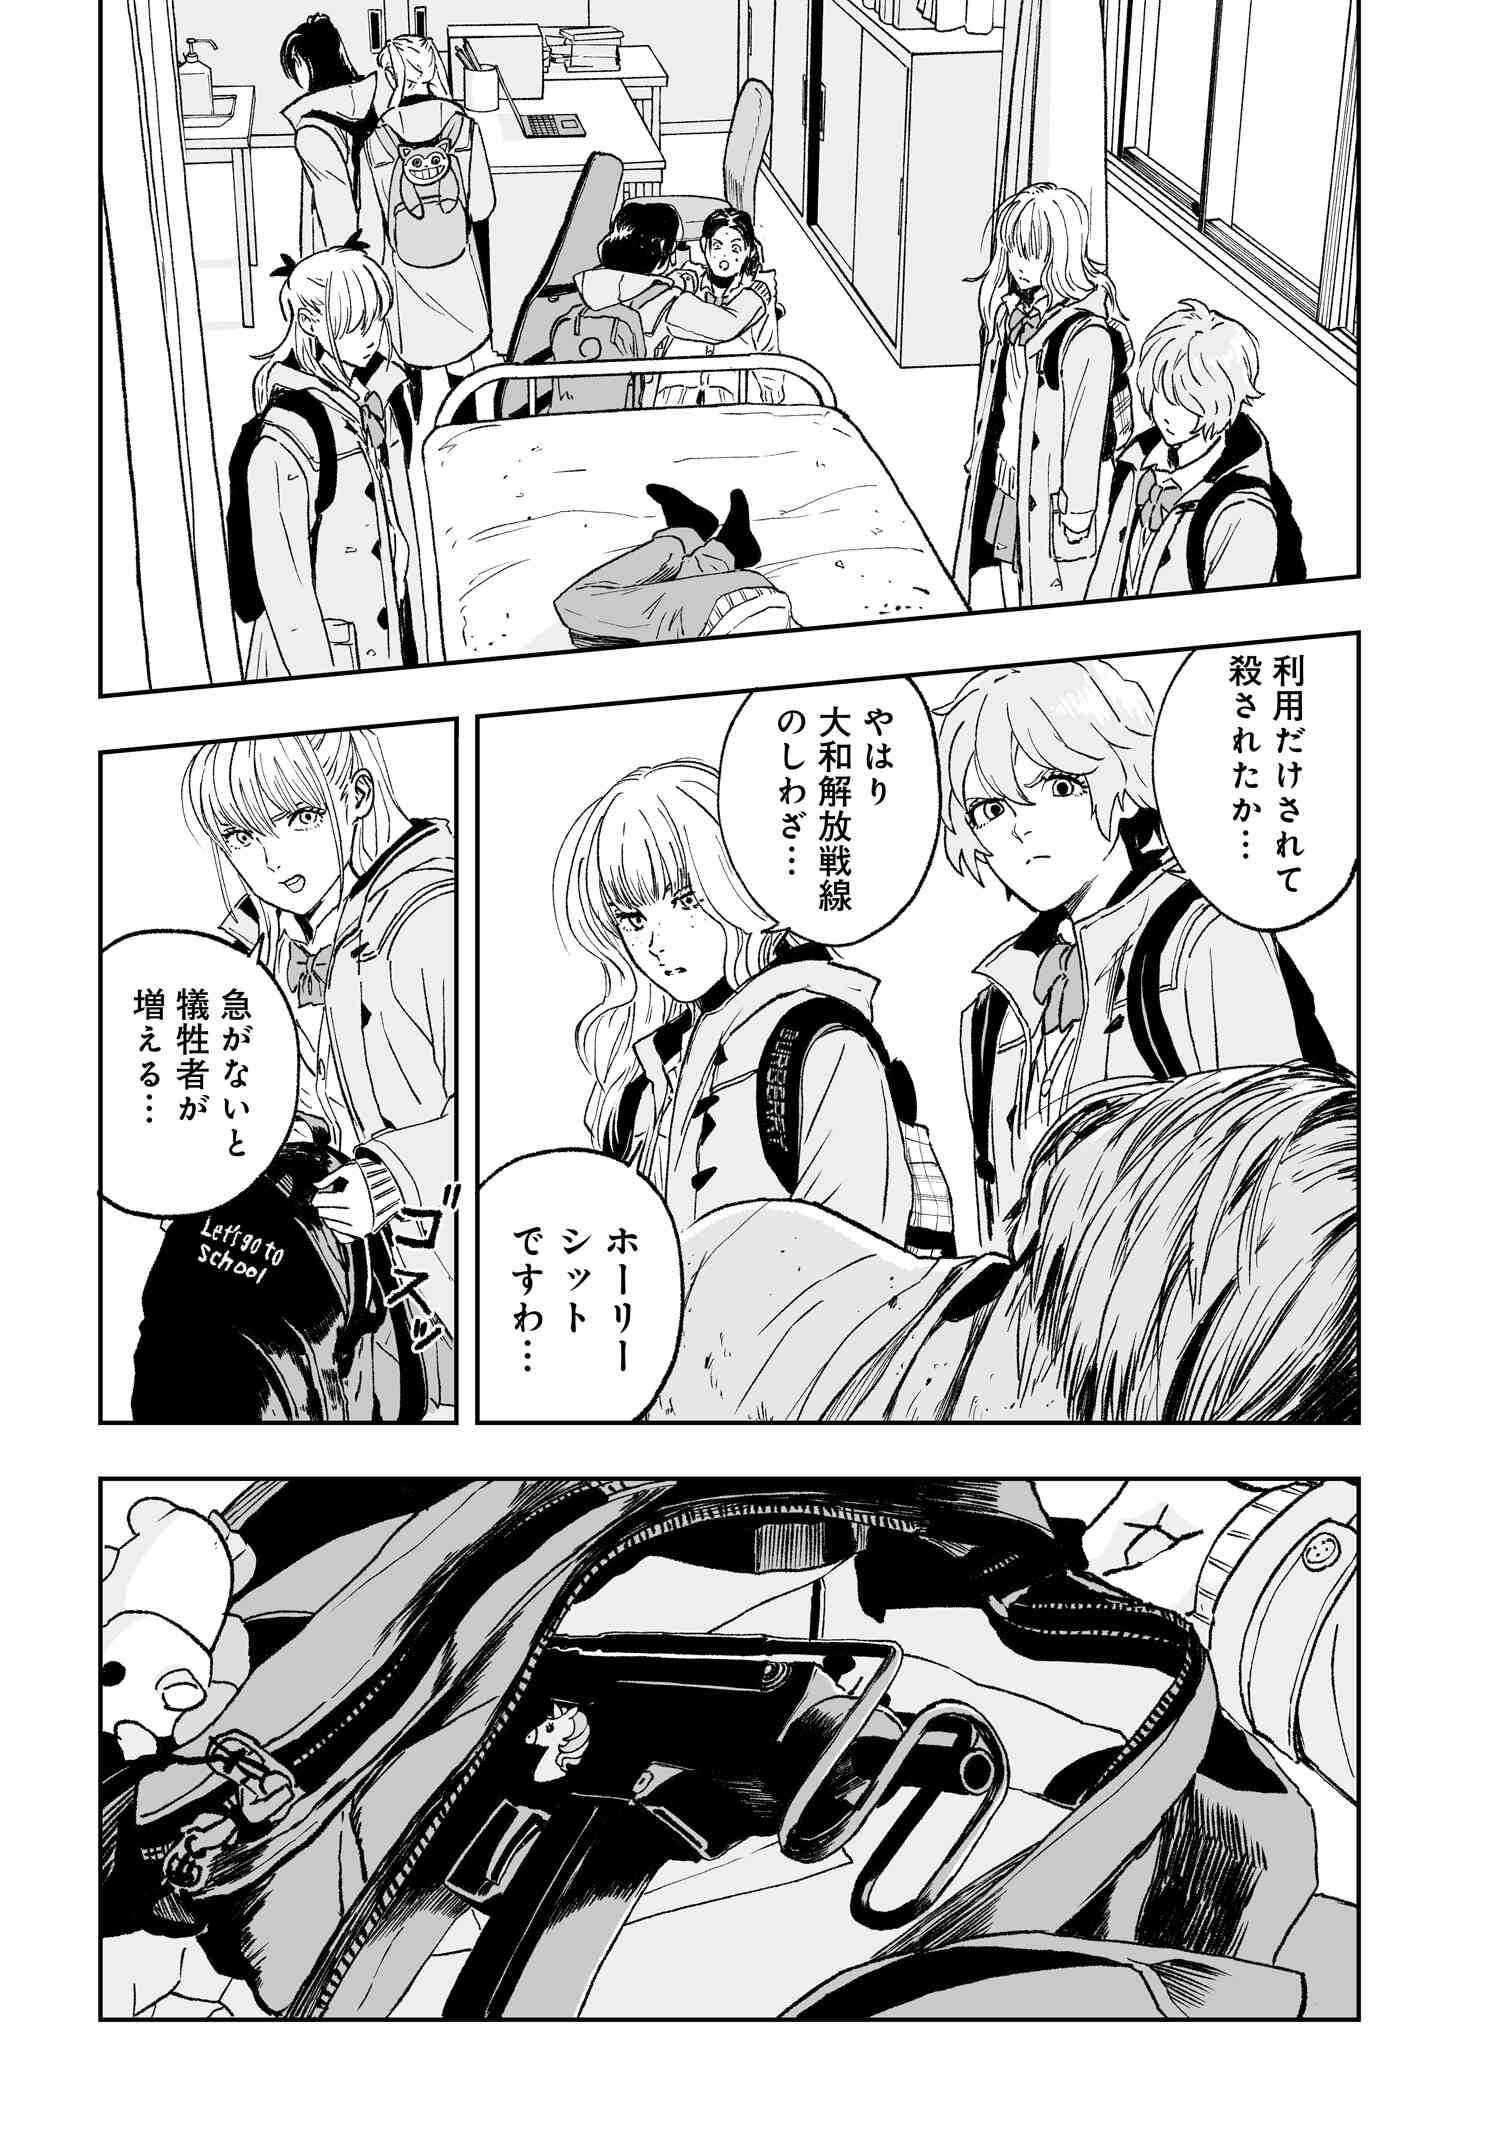 利用だけされて
殺されたか…
やはり
大和解放戦線
のしわざ…
BURBERRY
ホーリー
シット
ですわ…
急がないと
犠牲者が
増える…
Let's go to
school
ゴソッ